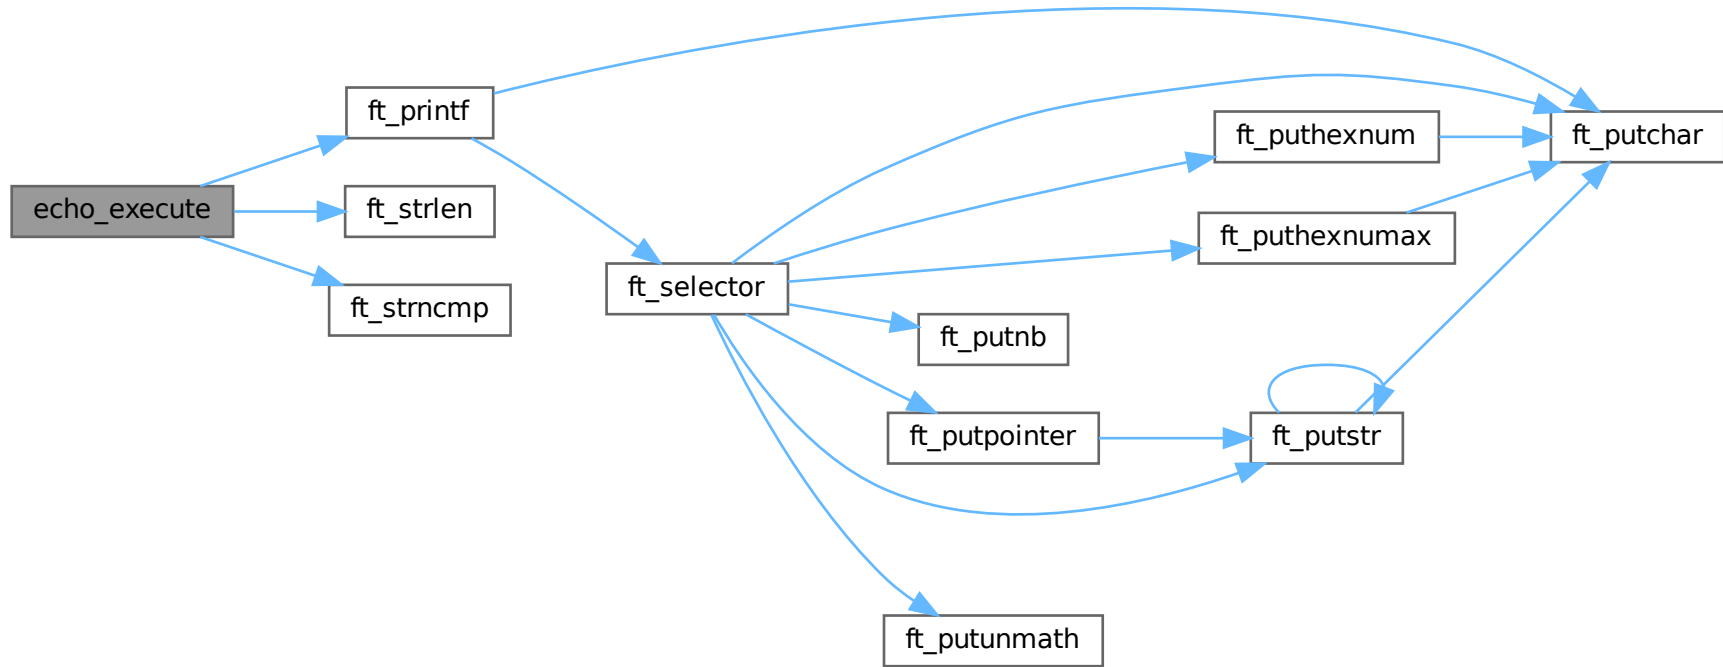 echo_execute
ft_printf
ft_strlen
ft_strncmp
ft_selector
ft_puthexnum
ft_puthexnumax
ft_putnb
ft_putpointer
ft_putstr
ft_putunmath
ft_putchar